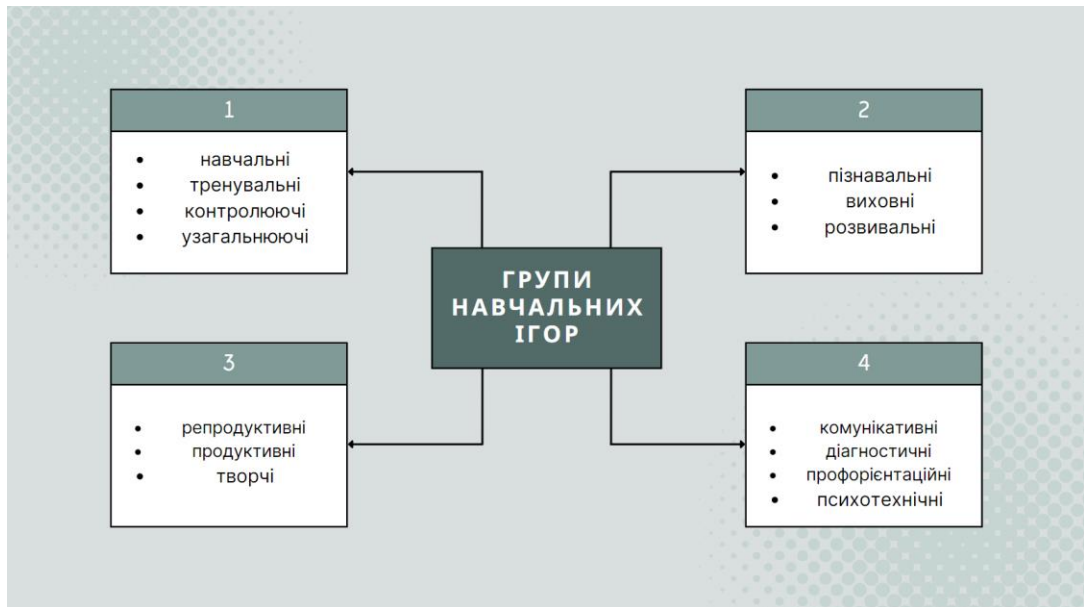 1
• навчальні
• тренувальні
• контролюючі
• узагальнюючі
2
• пізнавальні
• виховні
• розвивальні
ГРУПИ
НАВЧАЛЬНИХ
ІГОР
3
• репродуктивні
• продуктивні
• творчі
4
• комунікативні
• діагностичні
• профорієнтаційні
• психотехнічні